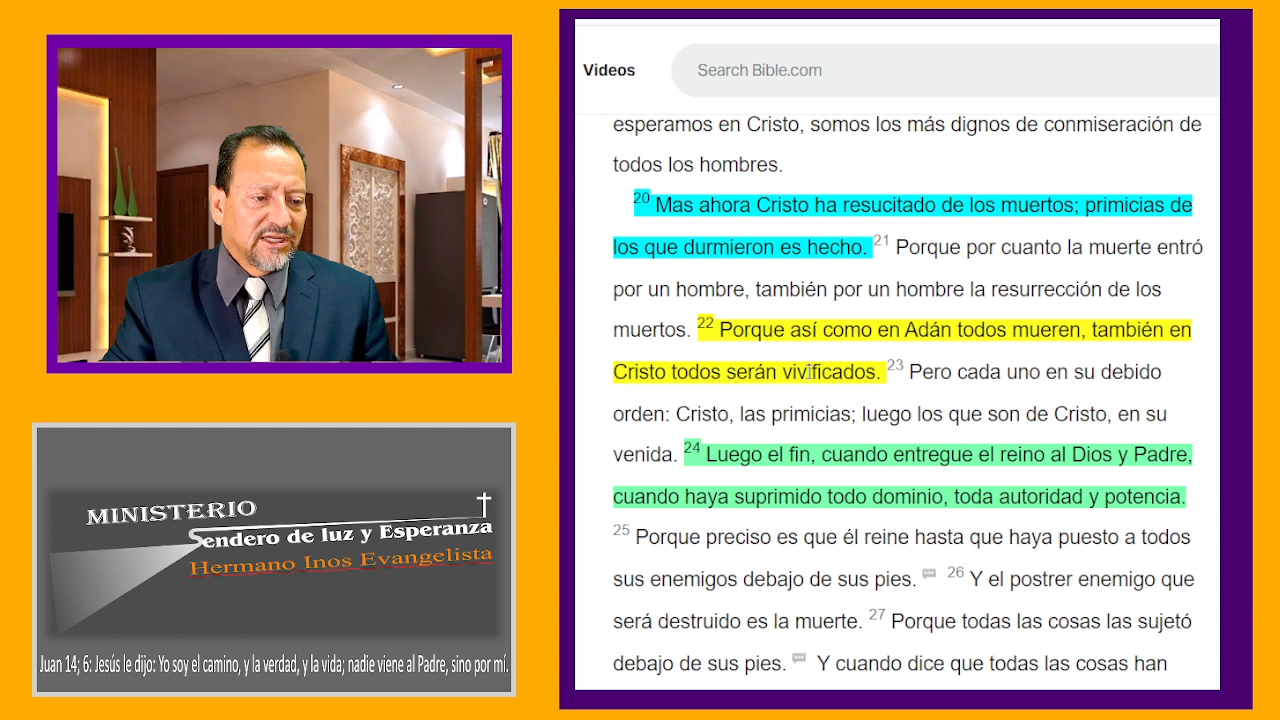 Videos
Search Bible.com
esperamos en Cristo, somos los más dignos de conmiseración de
todos los hombres.
20 Mas ahora Cristo ha resucitado de los muertos; primicias de
los que durmieron es hecho. 21 Porque por cuanto la muerte entró
por un hombre, también por un hombre la resurrección de los
muertos. 22 Porque así como en Adán todos mueren, también en
Cristo todos serán vivificados. 23 Pero cada uno en su debido
orden: Cristo, las primicias; luego los que son de Cristo, en su
venida. 24 Luego el fin, cuando entregue el reino al Dios y Padre,
cuando haya suprimido todo dominio, toda autoridad y potencia.
25 Porque preciso es que él reine hasta que haya puesto a todos
sus enemigos debajo de sus pies. 26 Y el postrer enemigo que
será destruido es la muerte. 27 Porque todas las cosas las sujetó
debajo de sus pies. Y cuando dice que todas las cosas han
MINISTERIO
Sendero de luz y Esperanza
Hermano Inos Evangelista
Juan 14; 6: Jesús le dijo: Yo soy el camino, y la verdad, y la vida; nadie viene al Padre, sino por mí.